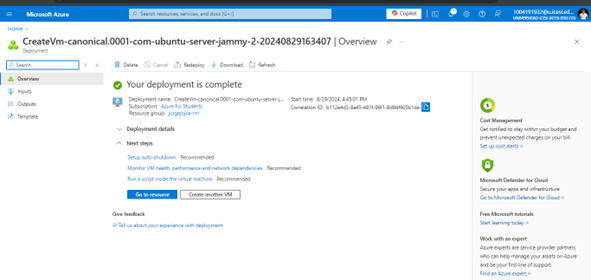 Microsoft Azure
Search resources, services, and docs (G+/)
Copilot
UNIVERSIDAD ICESI
Home >
CreateVm-canonical.0001-com-ubuntu-server-jammy-2-20240829163407 | Overview
Deployment
Search
Delete
Cancel
Redeploy
Download
Refresh
Overview
Inputs
Outputs
Template
Your deployment is complete
Deployment name: CreateVm-canonical.0001-com-ubuntu-server-j...
Subscription: Azure for Students
Resource group:
Start time: 8/29/2024, 4:45:01 PM
Correlation ID:
Deployment details
Next steps
Setup auto-shutdown Recommended
Monitor VM health, performance and network dependencies Recommended
Run a script inside the virtual machine Recommended
Go to resource
Create another VM
Give feedback
Tell us about your experience with deployment
Cost Management
Get notified to stay within your budget and
prevent unexpected charges on your bill.
Set up cost alerts >
Microsoft Defender for Cloud
Secure your apps and infrastructure
Go to Microsoft Defender for Cloud >
Free Microsoft tutorials
Start learning today >
Work with an expert
Azure experts are service provider partners
who can help manage your assets on Azure
and be your first line of support.
Find an Azure expert >